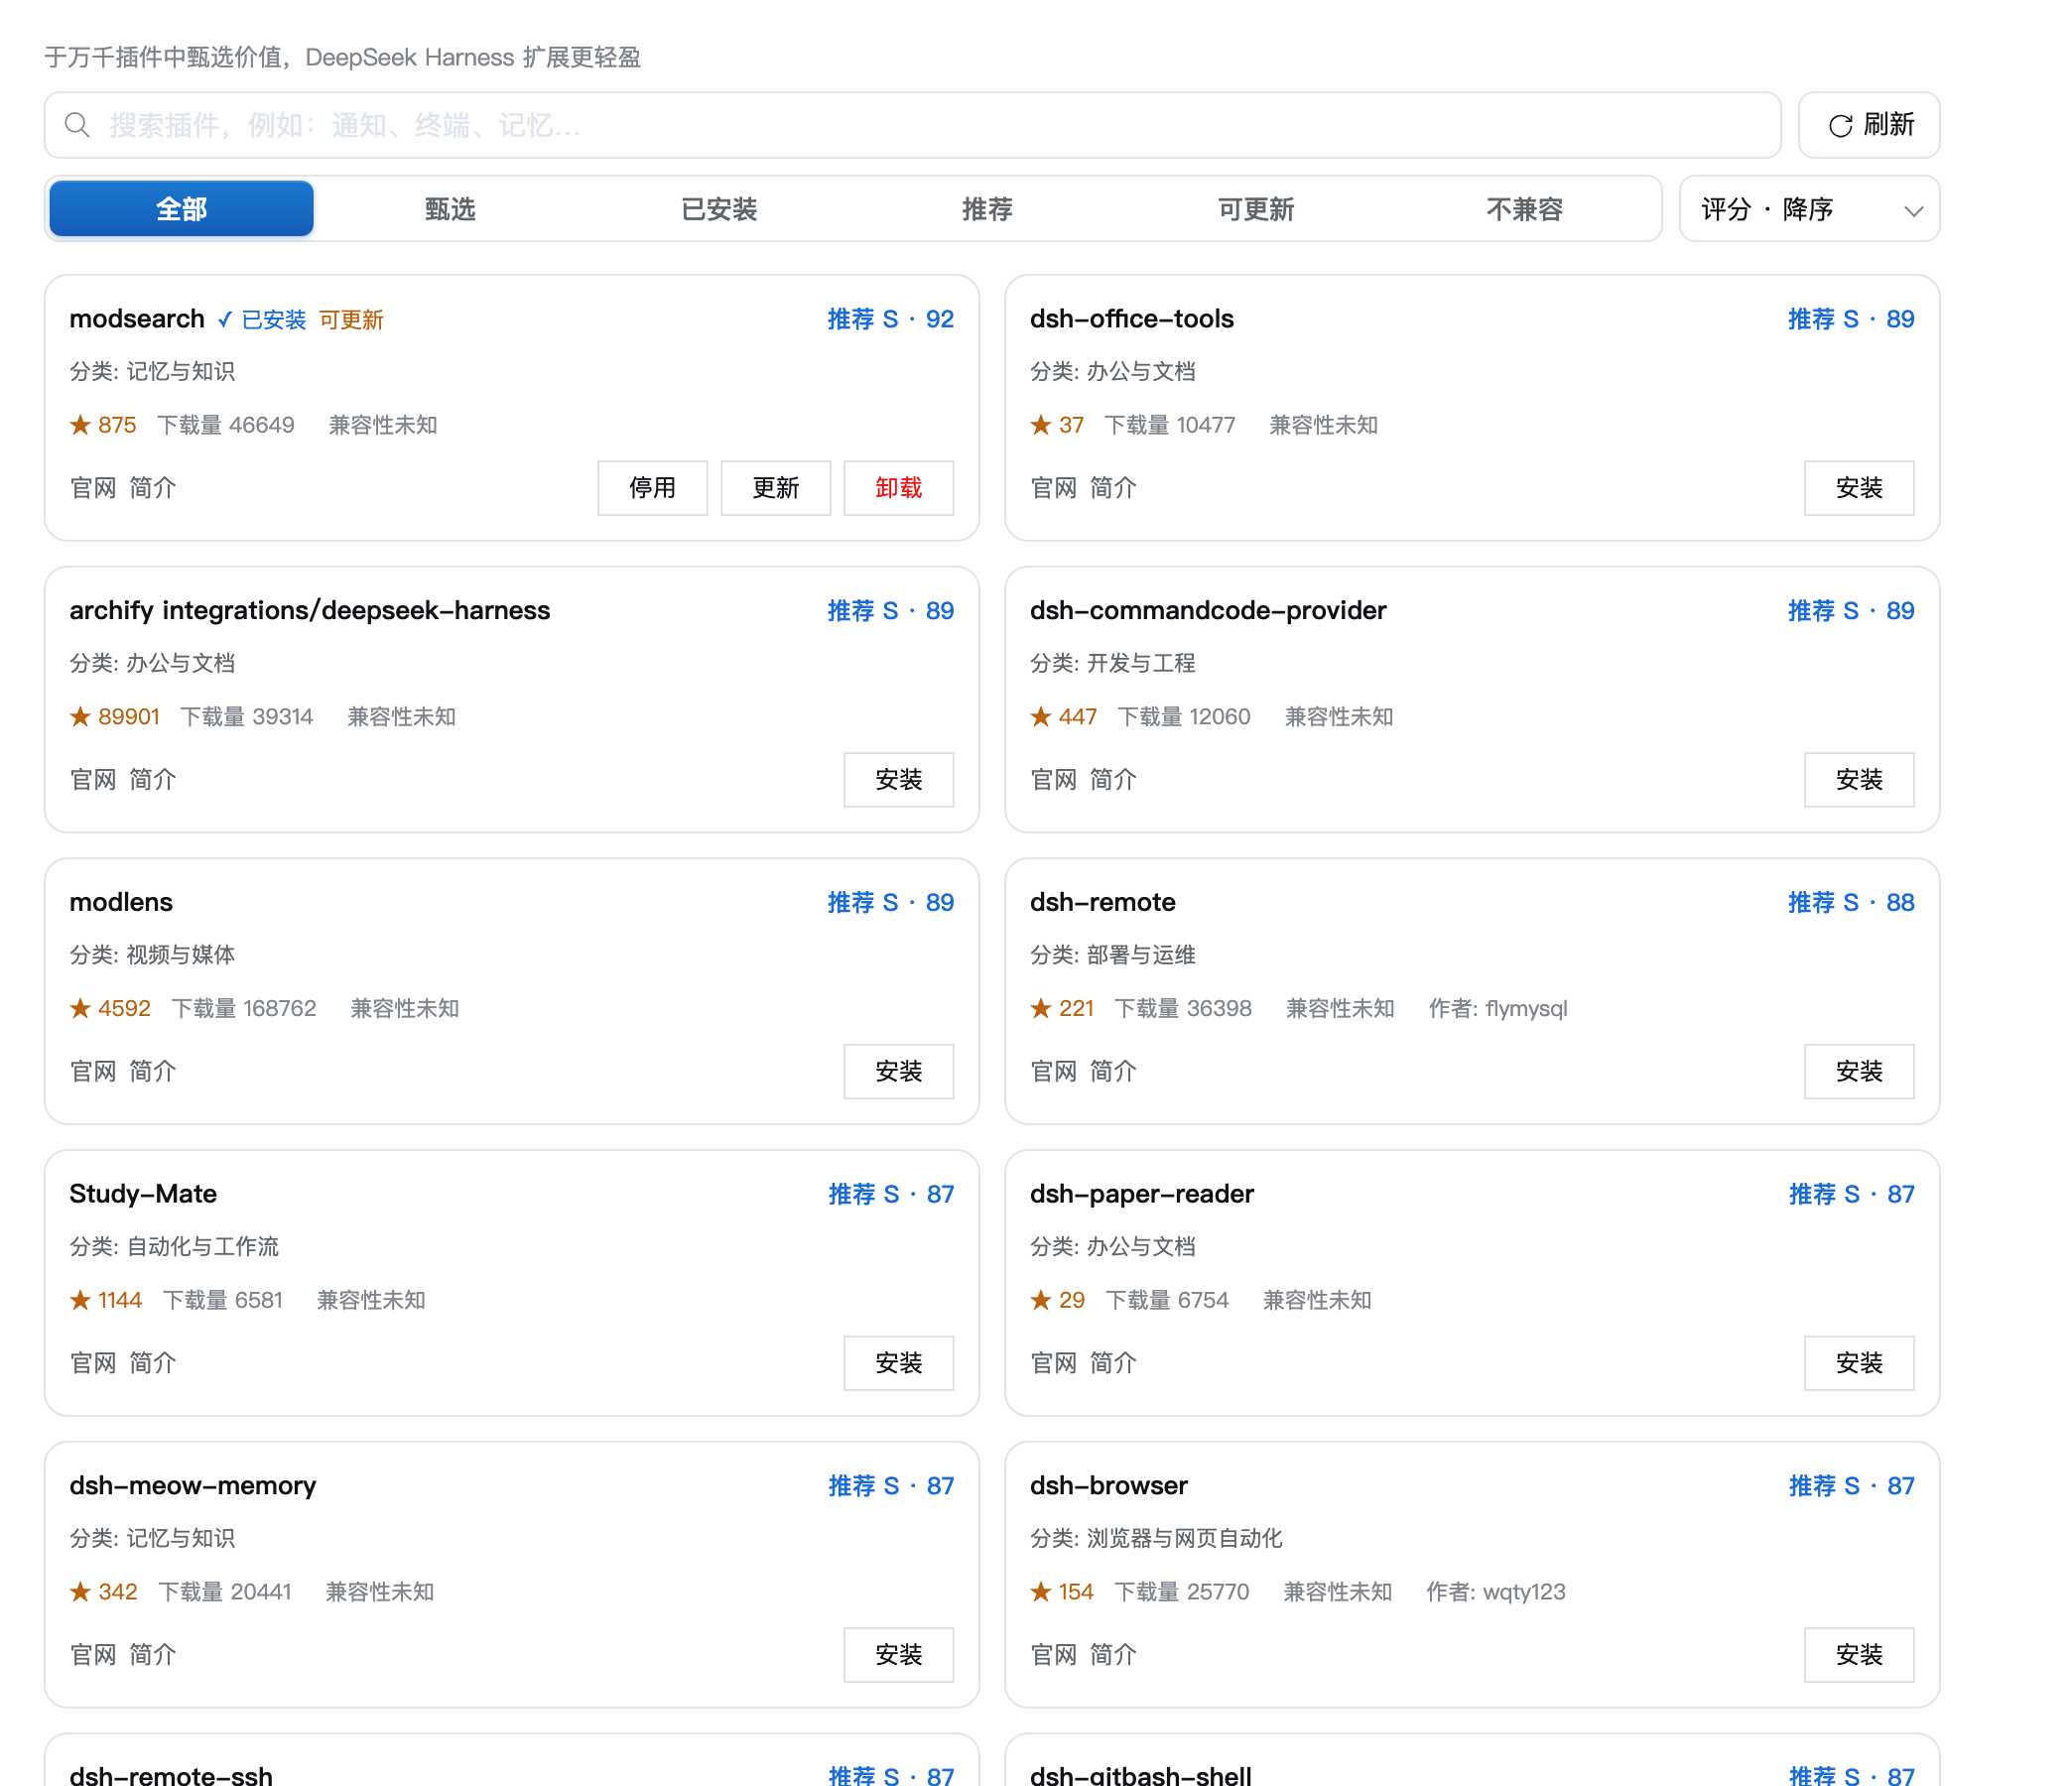 于万千插件中甄选价值，DeepSeek Harness 扩展更轻盈
搜索插件，例如：通知、终端、记忆...
刷新
全部 甄选 已安装 推荐 可更新 不兼容
评分 · 降序
modsearch ✓ 已安装 可更新 推荐 S · 92
分类: 记忆与知识
★ 875 下载量 46649 兼容性未知
官网 简介 停用 更新 卸载
dsh-office-tools 推荐 S · 89
分类: 办公与文档
★ 37 下载量 10477 兼容性未知
官网 简介 安装
archify integrations/deepseek-harness 推荐 S · 89
分类: 办公与文档
★ 89901 下载量 39314 兼容性未知
官网 简介 安装
dsh-commandcode-provider 推荐 S · 89
分类: 开发与工程
★ 447 下载量 12060 兼容性未知
官网 简介 安装
modlens 推荐 S · 89
分类: 视频与媒体
★ 4592 下载量 168762 兼容性未知
官网 简介 安装
dsh-remote 推荐 S · 88
分类: 部署与运维
★ 221 下载量 36398 兼容性未知 作者: flymysql
官网 简介 安装
Study-Mate 推荐 S · 87
分类: 自动化与工作流
★ 1144 下载量 6581 兼容性未知
官网 简介 安装
dsh-paper-reader 推荐 S · 87
分类: 办公与文档
★ 29 下载量 6754 兼容性未知
官网 简介 安装
dsh-meow-memory 推荐 S · 87
分类: 记忆与知识
★ 342 下载量 20441 兼容性未知
官网 简介 安装
dsh-browser 推荐 S · 87
分类: 浏览器与网页自动化
★ 154 下载量 25770 兼容性未知 作者: wqty123
官网 简介 安装
dsh-remote-ssh 推荐 S · 87
dsh-gitbash-shell 推荐 S · 87